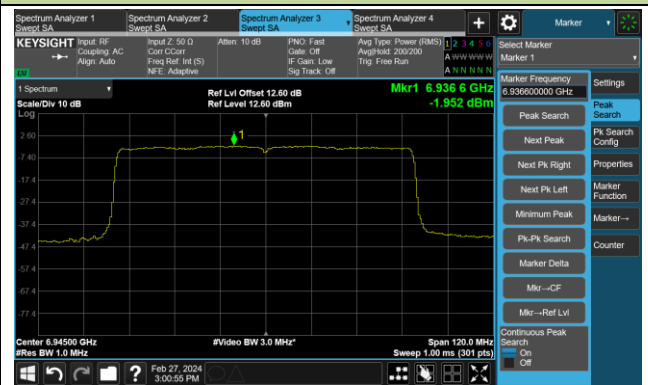 Spectrum Analyzer 1
Swept SA
Spectrum Analyzer 2
Swept SA
Spectrum Analyzer 3
Swept SA
Spectrum Analyzer 4
Swept SA
+
Marker
KEYSIGHT
Input: RF
Coupling: AC
Align: Auto
Input Z: 50 Ω
Corr CCorr
Freq Ref: Int (S)
NFE: Adaptive
Atten: 10 dB
PNO: Fast
Gate: Off
IF Gain: Low
Sig Track: Off
Avg Type: Power (RMS)
Avg|Hold: 200/200
Trig: Free Run
1 2 3 4 5 6
A W W W W W
A N N N N N
LXI
1 Spectrum
Scale/Div 10 dB
Log
Ref Lvl Offset 12.60 dB
Ref Level 12.60 dBm
Mkr1 6.936 6 GHz
-1.952 dBm
1
2.60
-7.40
-17.4
-27.4
-37.4
-47.4
-57.4
-67.4
-77.4
Center 6.94500 GHz
#Res BW 1.0 MHz
#Video BW 3.0 MHz*
Span 120.0 MHz
Sweep 1.00 ms (301 pts)
Select Marker
Marker 1
Marker Frequency
6.936600000 GHz
Peak Search
Next Peak
Next Pk Right
Next Pk Left
Minimum Peak
Pk-Pk Search
Marker Delta
Mkr→CF
Mkr→Ref Lvl
Continuous Peak
Search
On
Off
Settings
Peak
Search
Pk Search
Config
Properties
Marker
Function
Marker→
Counter
?
Feb 27, 2024
3:00:55 PM